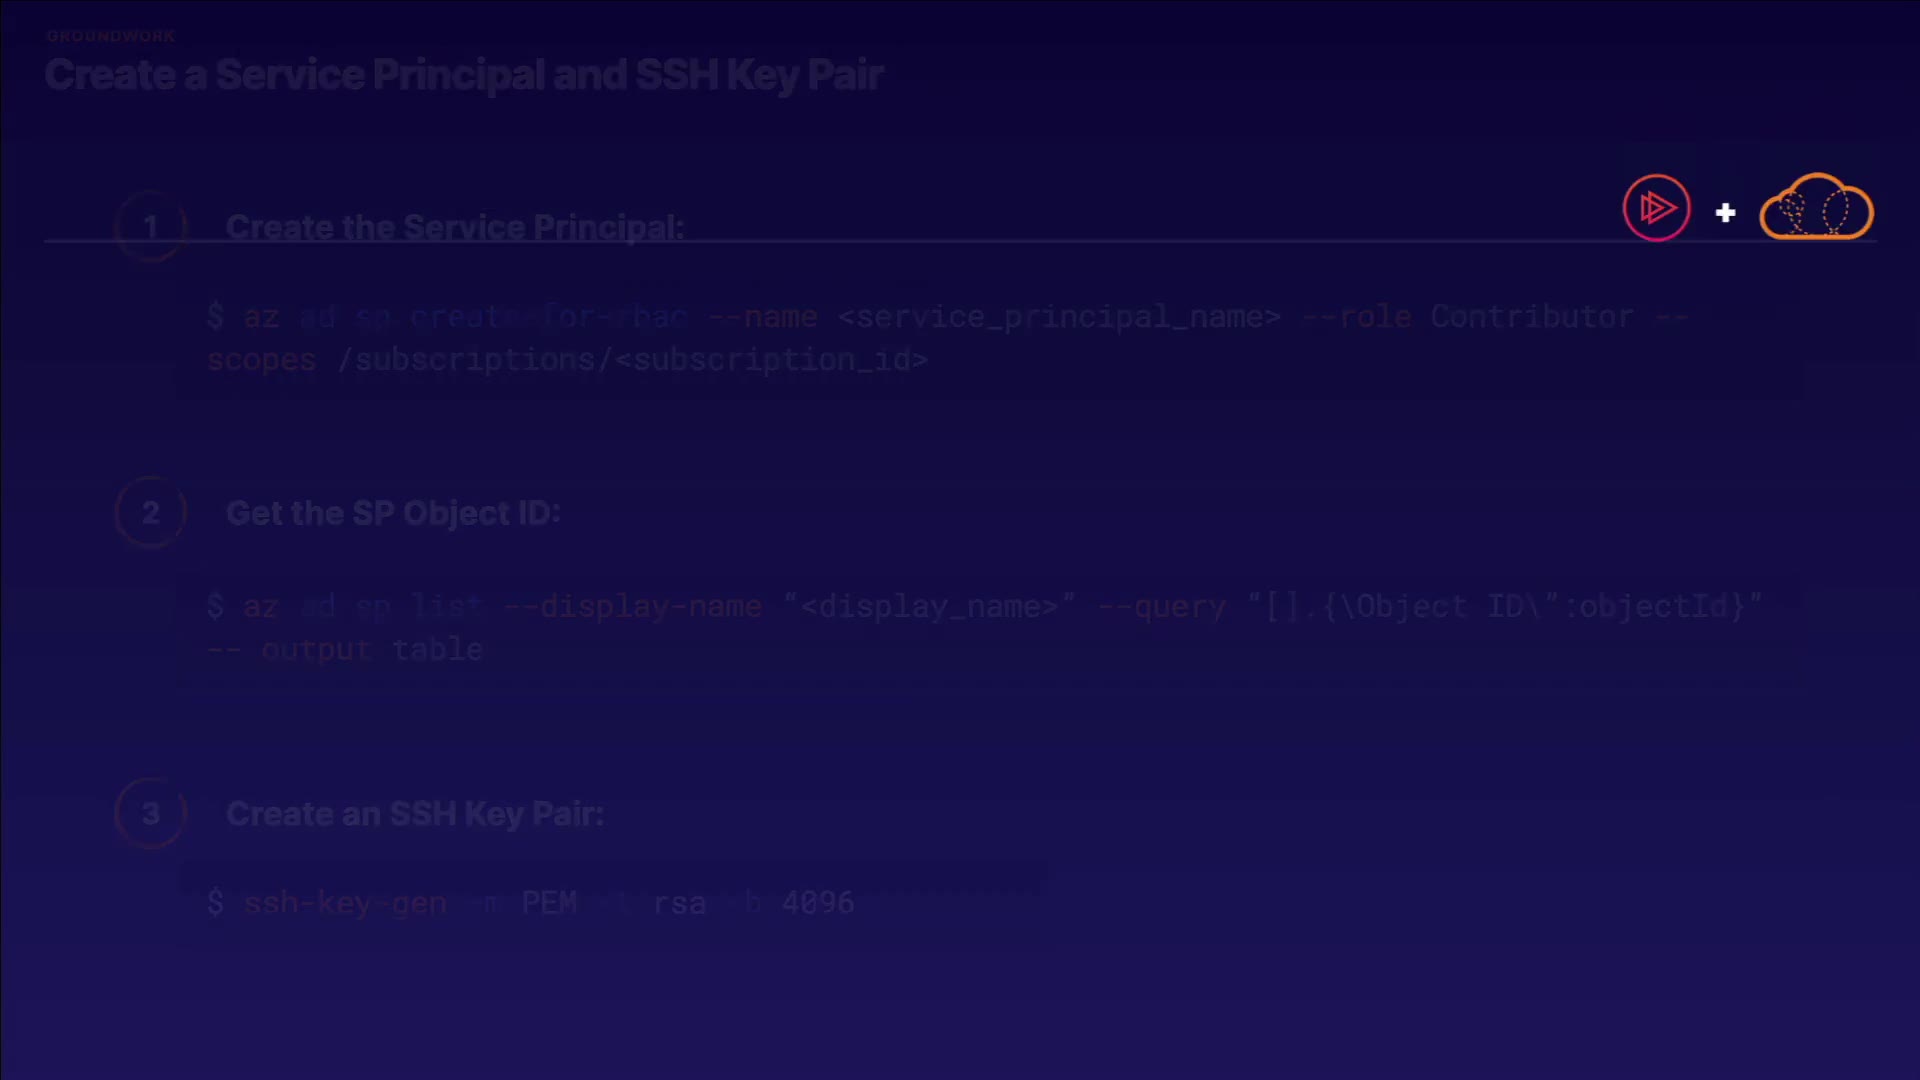 GROUNDWORK
Create a Service Principal and SSH Key Pair
1 Create the Service Principal:
$ az ad sp create-for-rbac --name <service_principal_name> --role Contributor --
scopes /subscriptions/<subscription_id>
2 Get the SP Object ID:
$ az ad sp list --display-name “<display_name>” --query “[].{\Object ID\”:objectId}”
-- output table
3 Create an SSH Key Pair:
$ ssh-key-gen -m PEM -t rsa -b 4096